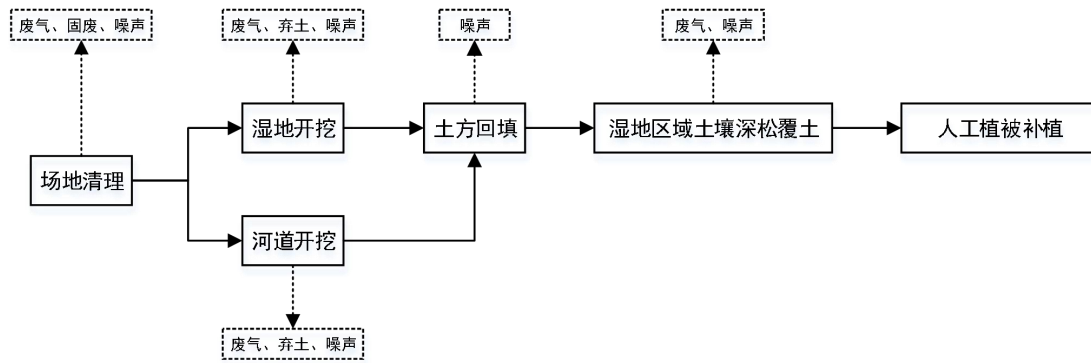 废气、固废、噪声
废气、弃土、噪声
噪声
废气、噪声
湿地开挖
土方回填
湿地区域土壤深松覆土
人工植被补植
场地清理
河道开挖
废气、弃土、噪声